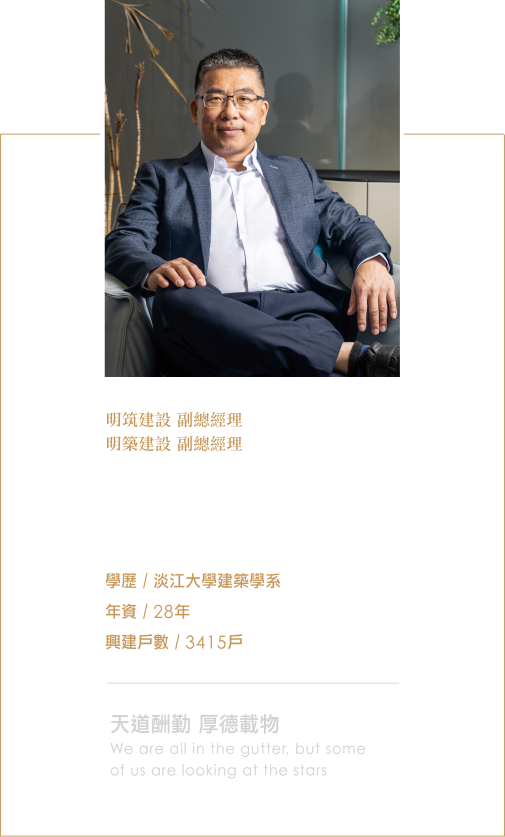 明筑建設 副總經理
明築建設 副總經理
學歷 / 淡江大學建築學系
年資 / 28年
興建戶數 / 3415戶
天道酬勤 厚德載物
We are all in the gutter, but some
of us are looking at the stars